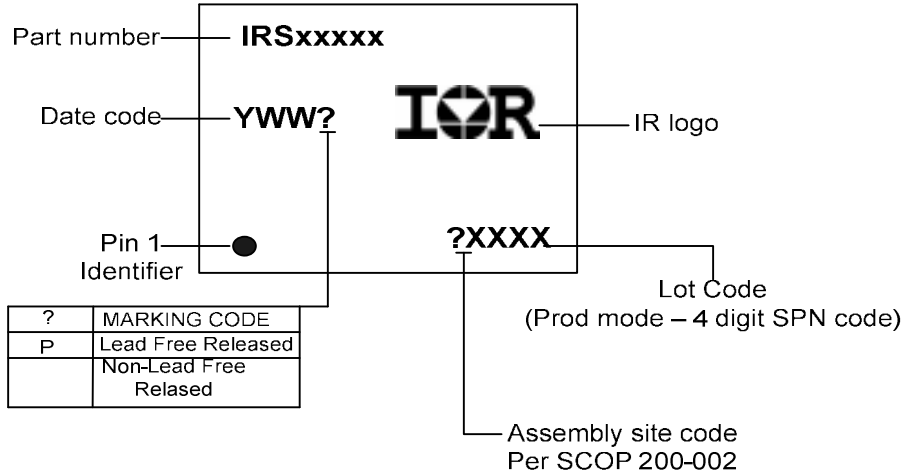 Part number
IRSxxxxx
Date code
YWW?
IOR
IR logo
Pin 1
Identifier
?XXXX
Lot Code
(Prod mode – 4 digit SPN code)
? MARKING CODE
P Lead Free Released
Non-Lead Free
Relased
Assembly site code
Per SCOP 200-002